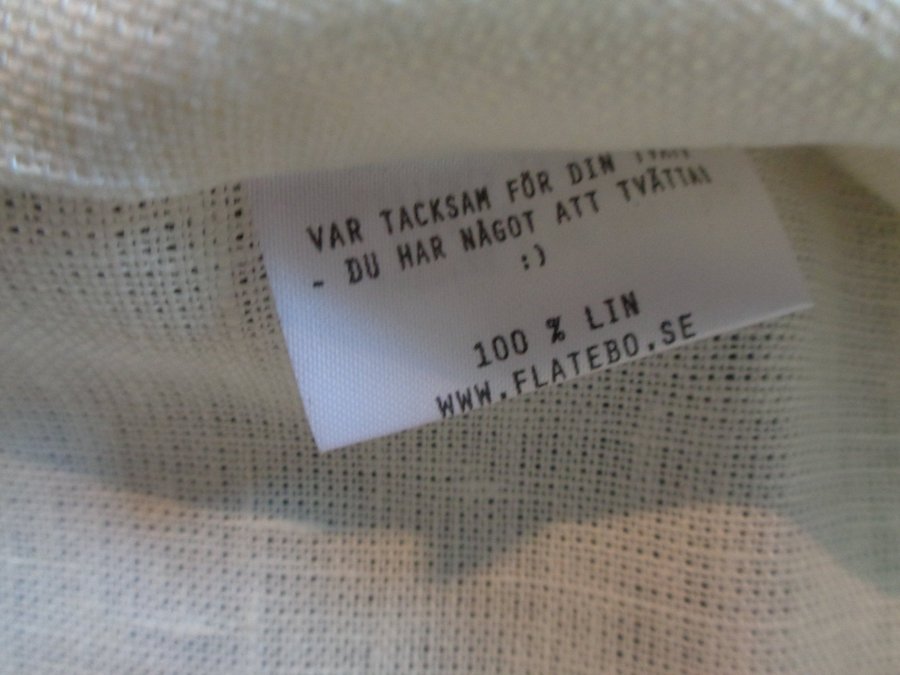 VAR TACKSAM FÖR DIN
- DU HAR NÅGOT ATT TVÄTTAS
:)
100 % LIN
WWW.FLATEBO.SE